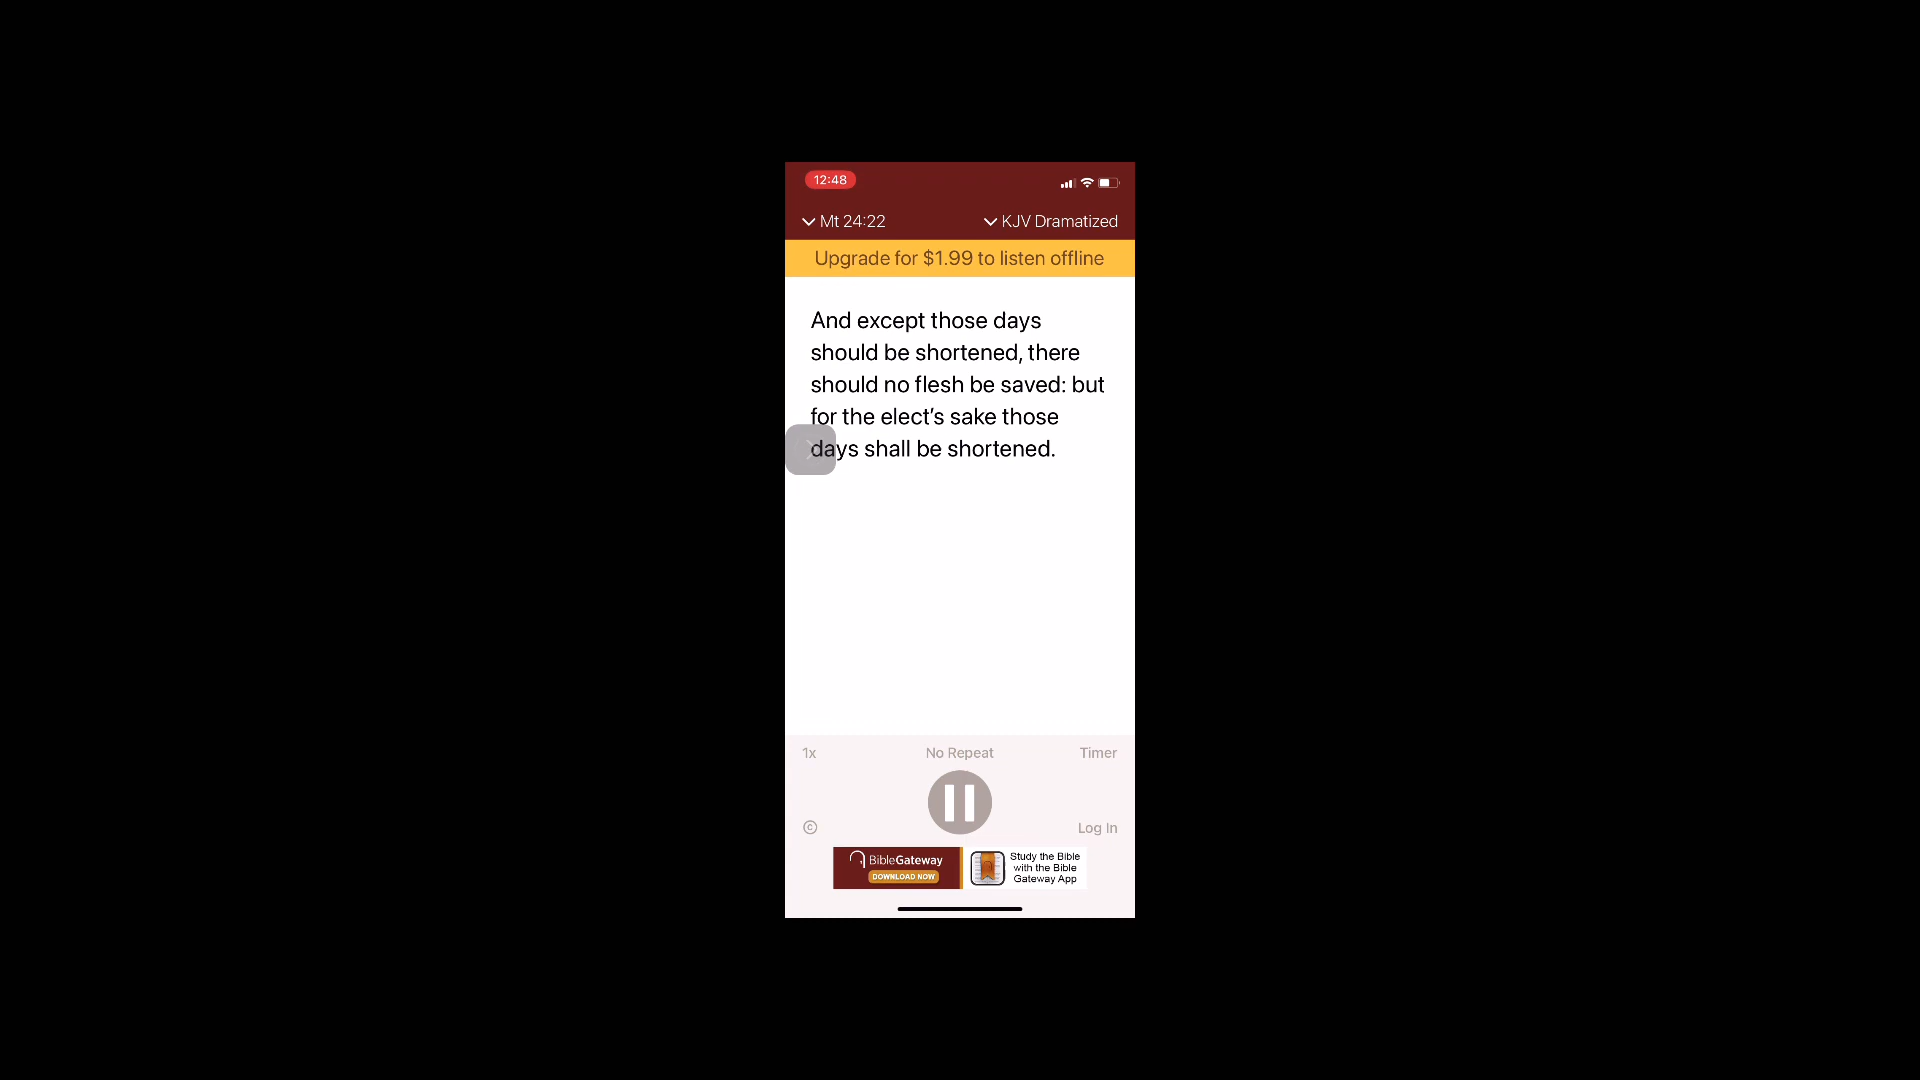 12:48
Mt 24:22
KJV Dramatized
Upgrade for $1.99 to listen offline
And except those days
should be shortened, there
should no flesh be saved: but
for the elect’s sake those
days shall be shortened.
1x
No Repeat
Timer
©
Log In
BibleGateway
DOWNLOAD NOW
Study the Bible
with the Bible
Gateway App